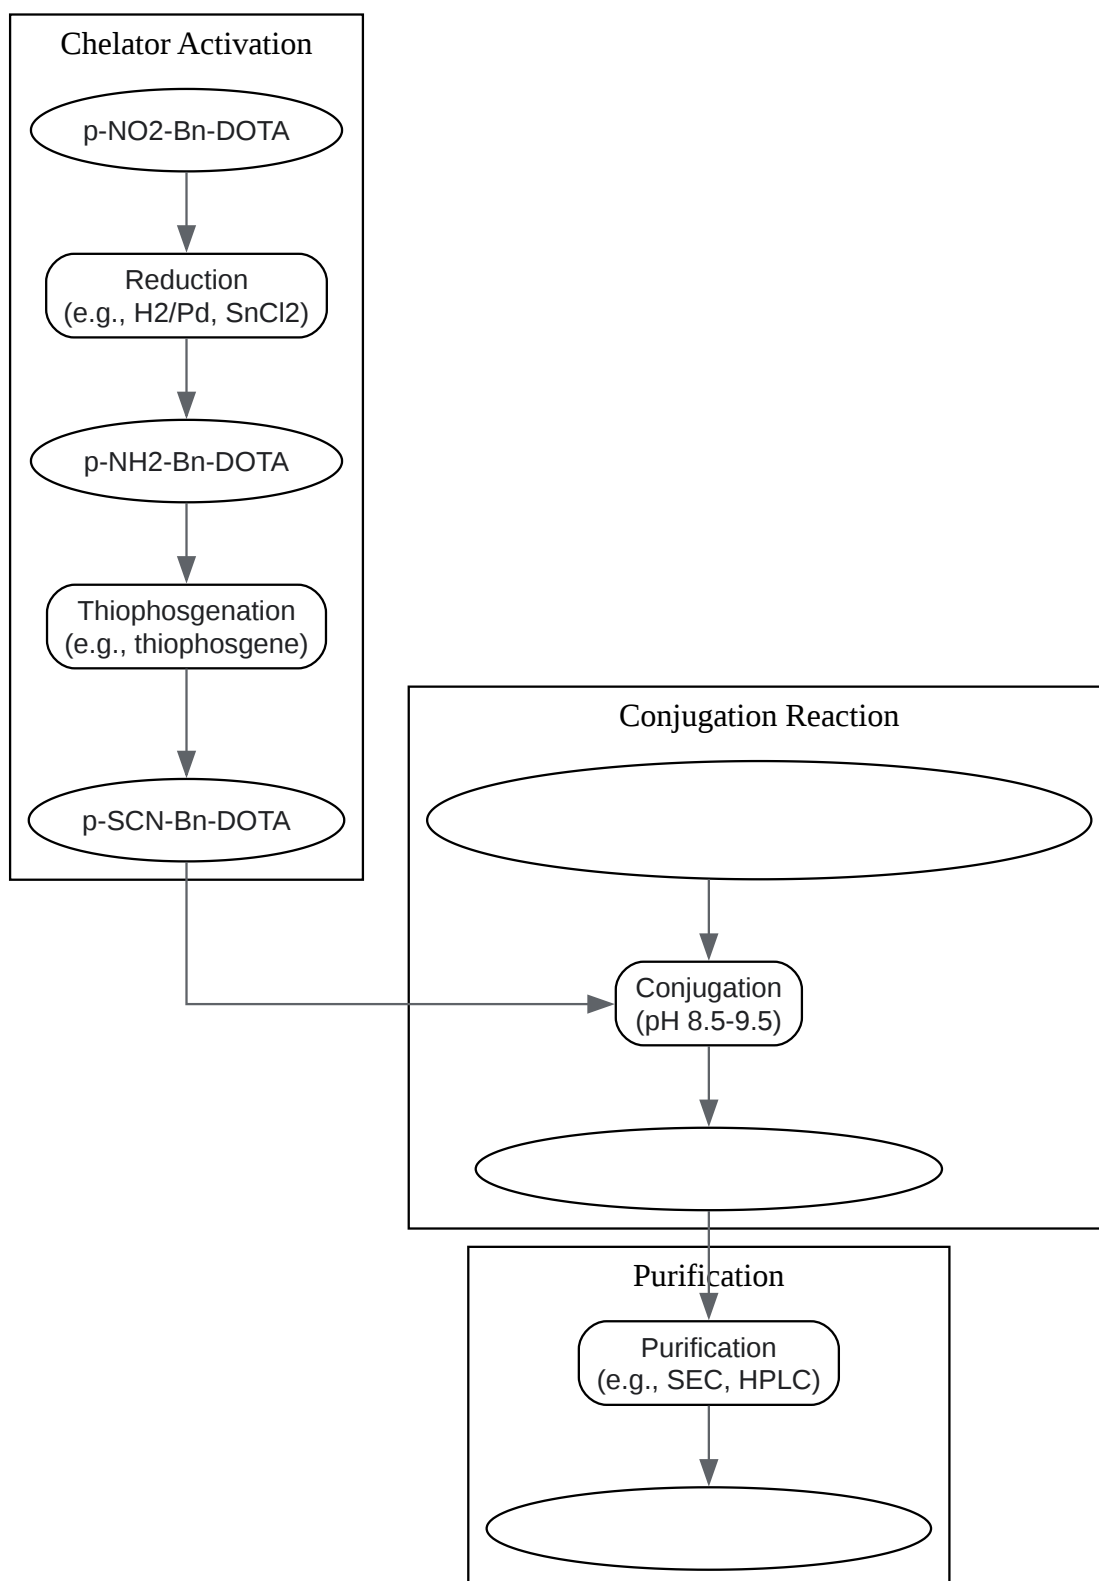 Chelator Activation
p-NO2-Bn-DOTA
Reduction
(e.g., H2/Pd, SnCl2)
p-NH2-Bn-DOTA
Thiophosgenation
(e.g., thiophosgene)
p-SCN-Bn-DOTA
Conjugation Reaction
Conjugation
(pH 8.5-9.5)
Purification
Purification
(e.g., SEC, HPLC)